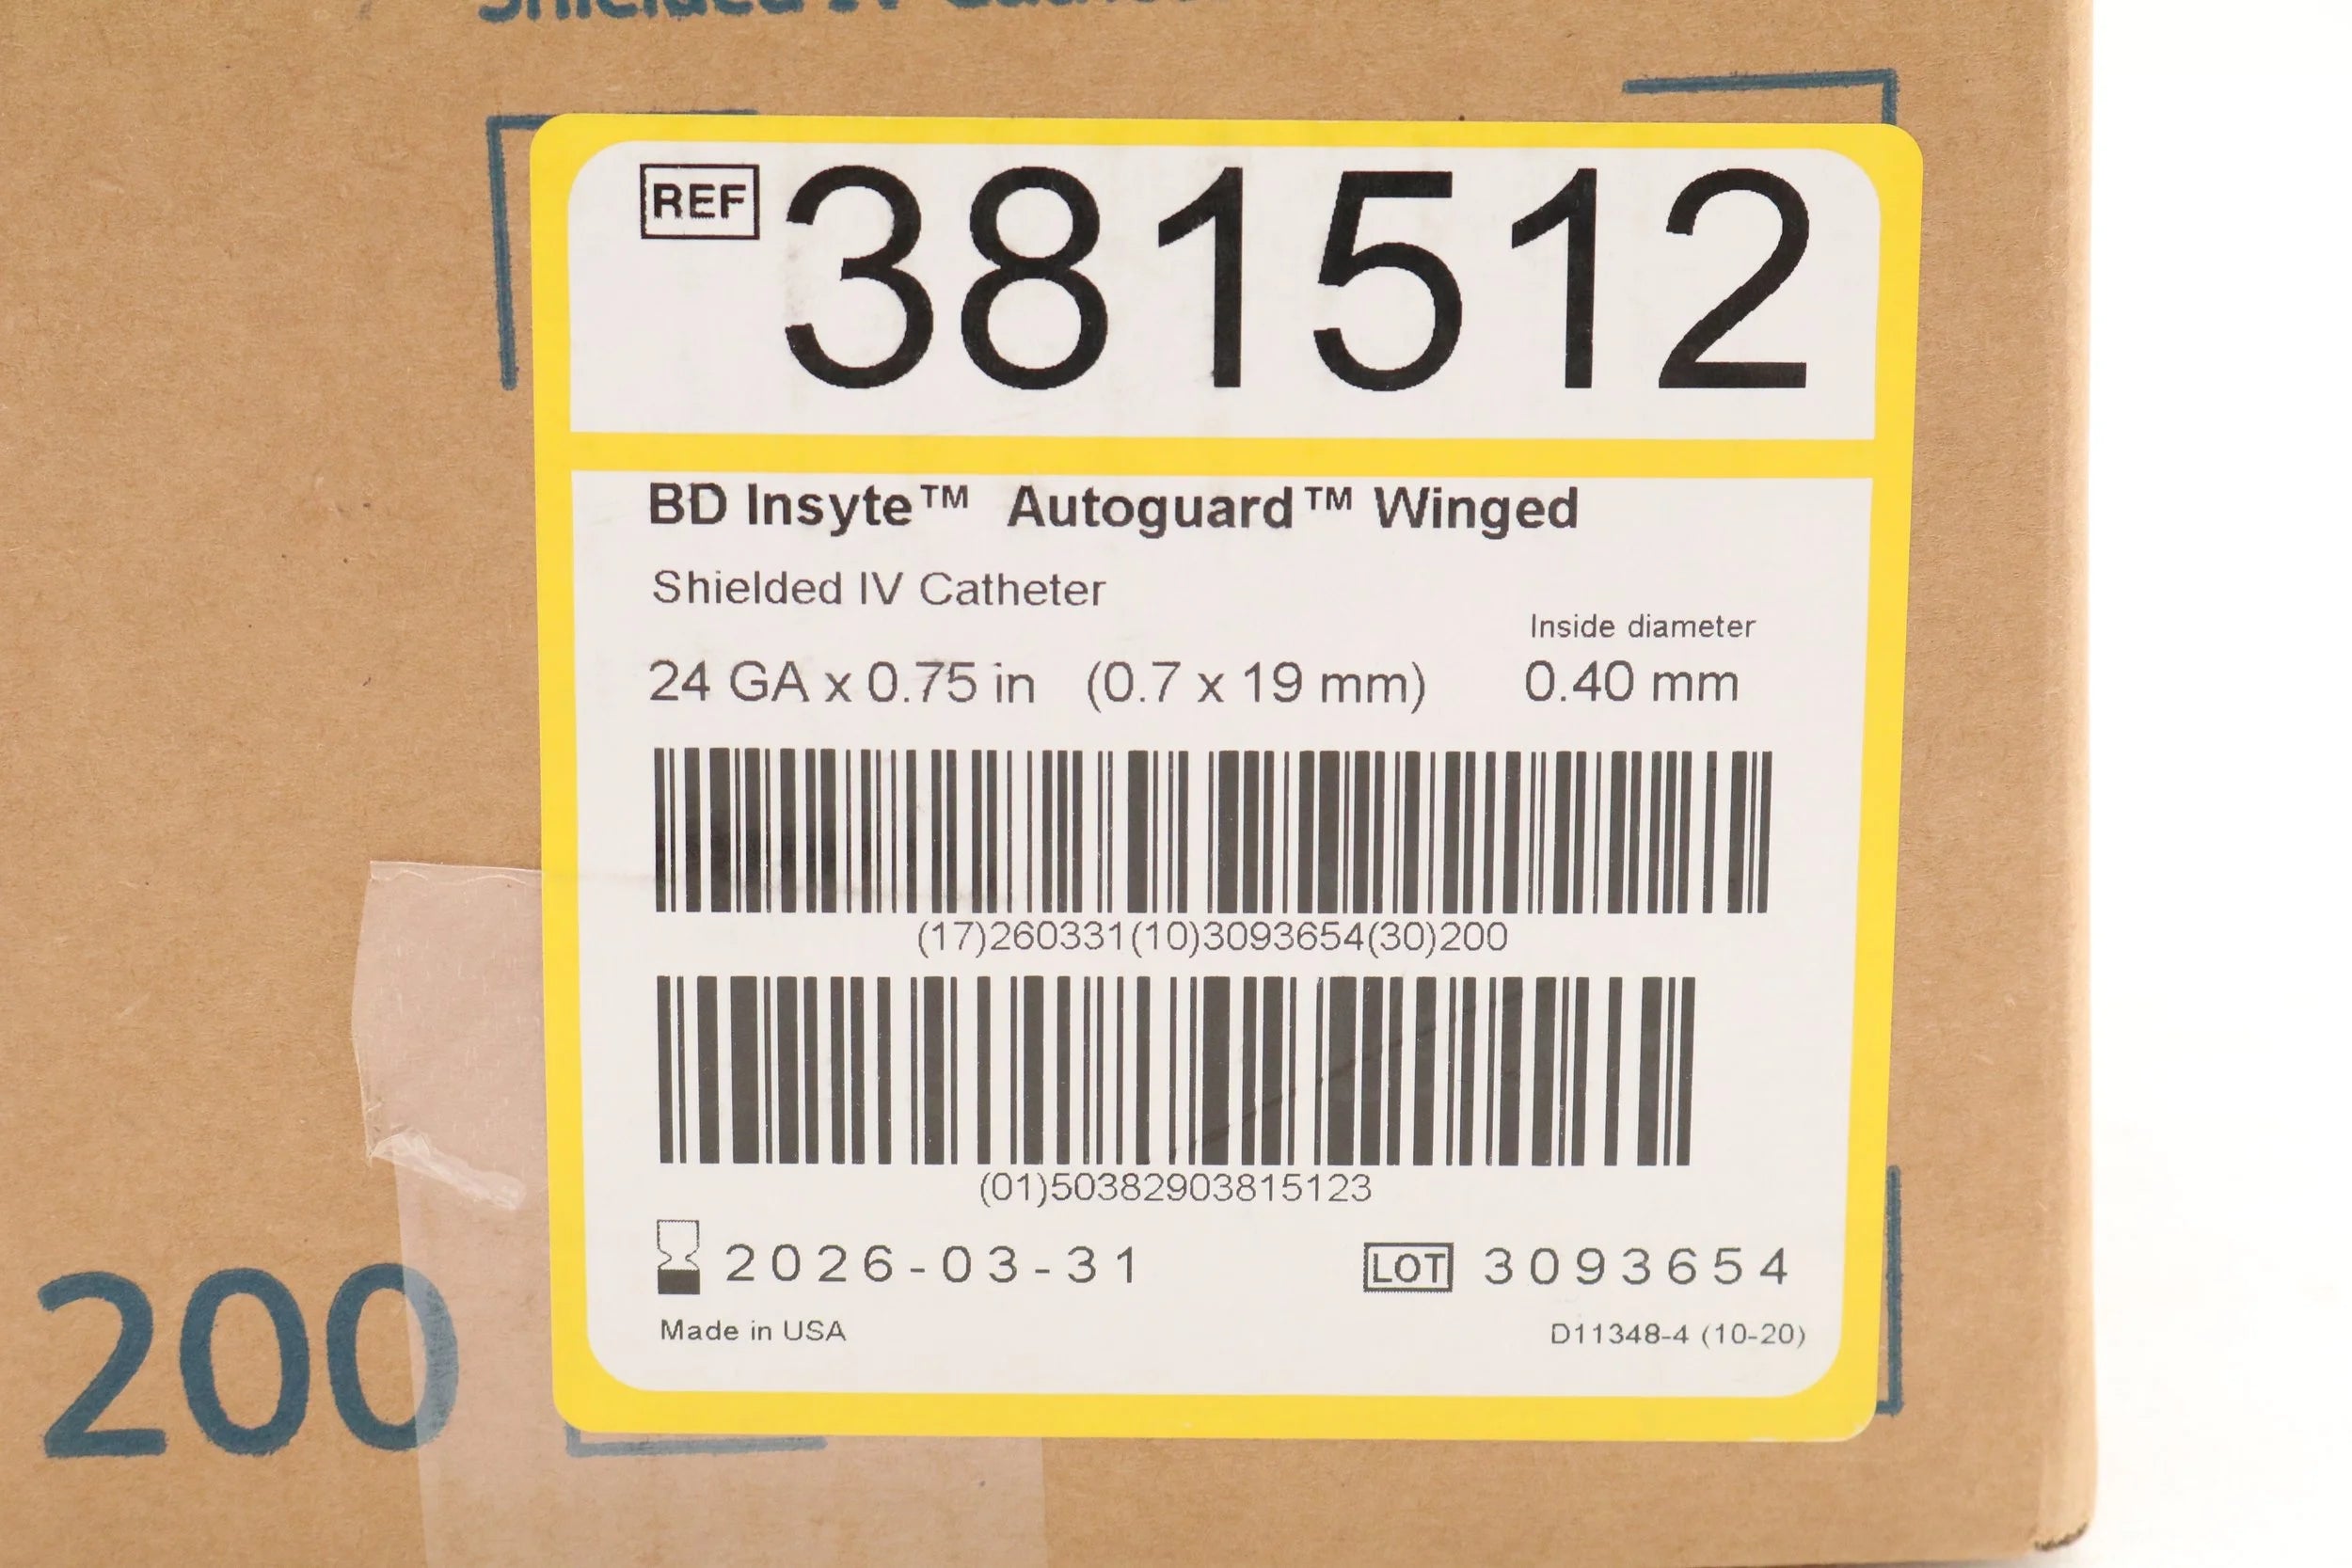 Shielded IV
REF 381512
BD Insyte™ Autoguard™ Winged
Shielded IV Catheter
Inside diameter
24 GA x 0.75 in (0.7 x 19 mm) 0.40 mm
(17)260331(10)3093654(30)200
(01)50382903815123
2026-03-31 LOT 3093654
Made in USA D11348-4 (10-20)
200